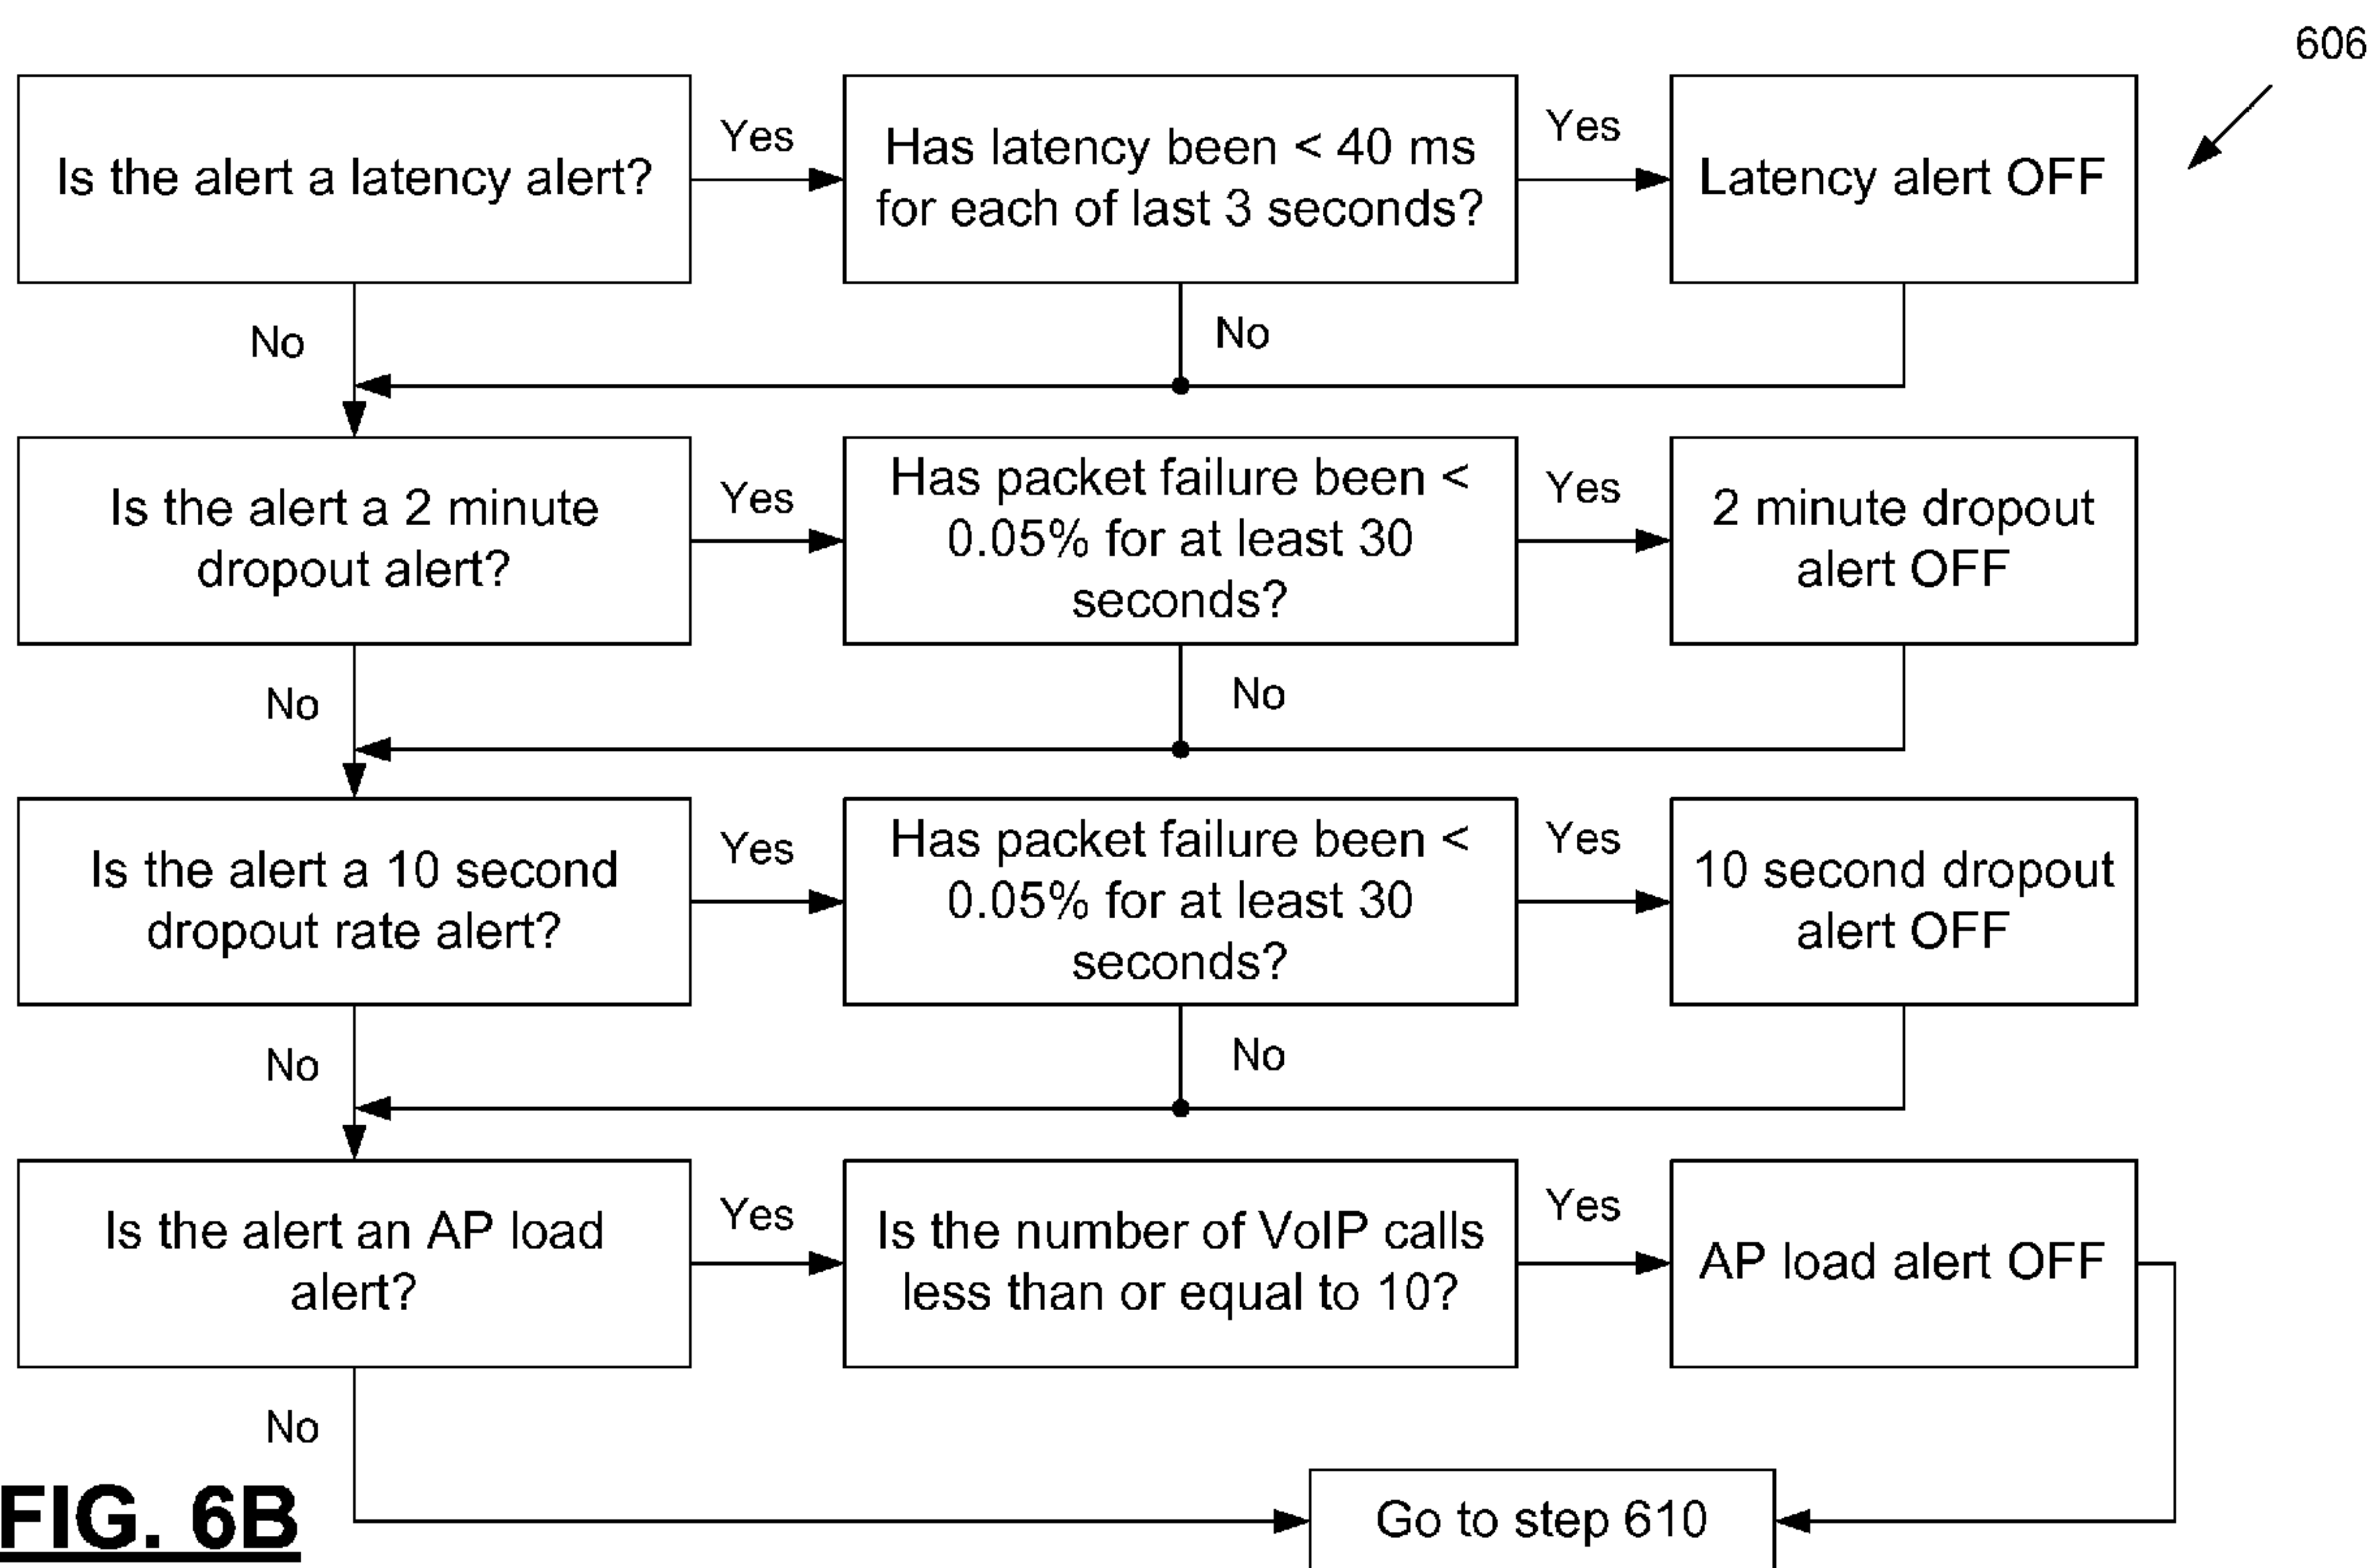 606
Is the alert a latency alert?
Yes
Has latency been < 40 ms
for each of last 3 seconds?
Yes
Latency alert OFF
No
No
Is the alert a 2 minute
dropout alert?
Yes
Has packet failure been <
0.05% for at least 30
seconds?
Yes
2 minute dropout
alert OFF
No
No
Is the alert a 10 second
dropout rate alert?
Yes
Has packet failure been <
0.05% for at least 30
seconds?
Yes
10 second dropout
alert OFF
No
No
Is the alert an AP load
alert?
Yes
Is the number of VoIP calls
less than or equal to 10?
Yes
AP load alert OFF
No
Go to step 610
FIG. 6B